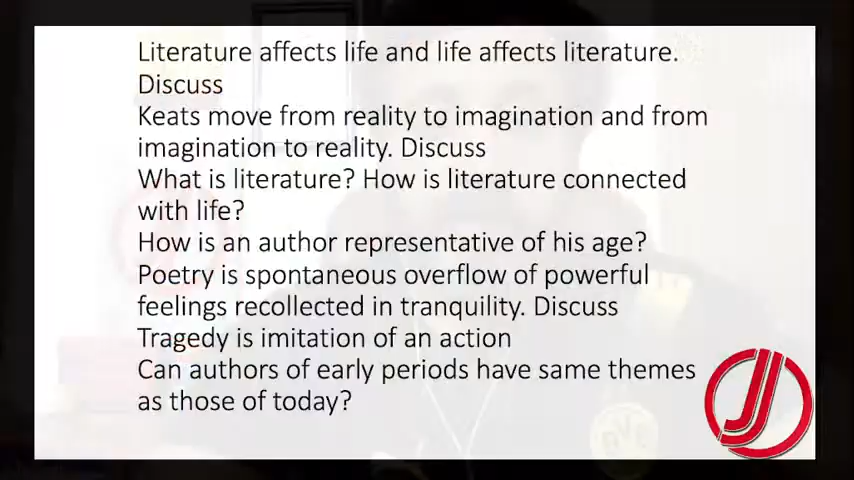 Literature affects life and life affects literature.
Discuss
Keats move from reality to imagination and from
imagination to reality. Discuss
What is literature? How is literature connected
with life?
How is an author representative of his age?
Poetry is spontaneous overflow of powerful
feelings recollected in tranquility. Discuss
Tragedy is imitation of an action
Can authors of early periods have same themes
as those of today?